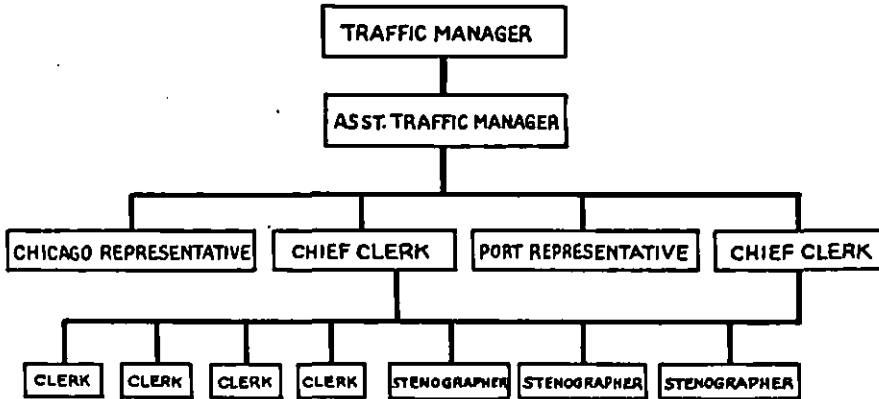 TRAFFIC MANAGER
ASST. TRAFFIC MANAGER
CHICAGO REPRESENTATIVE
CHIEF CLERK
PORT REPRESENTATIVE
CHIEF CLERK
CLERK
CLERK
CLERK
CLERK
STENOGRAPHER
STENOGRAPHER
STENOGRAPHER